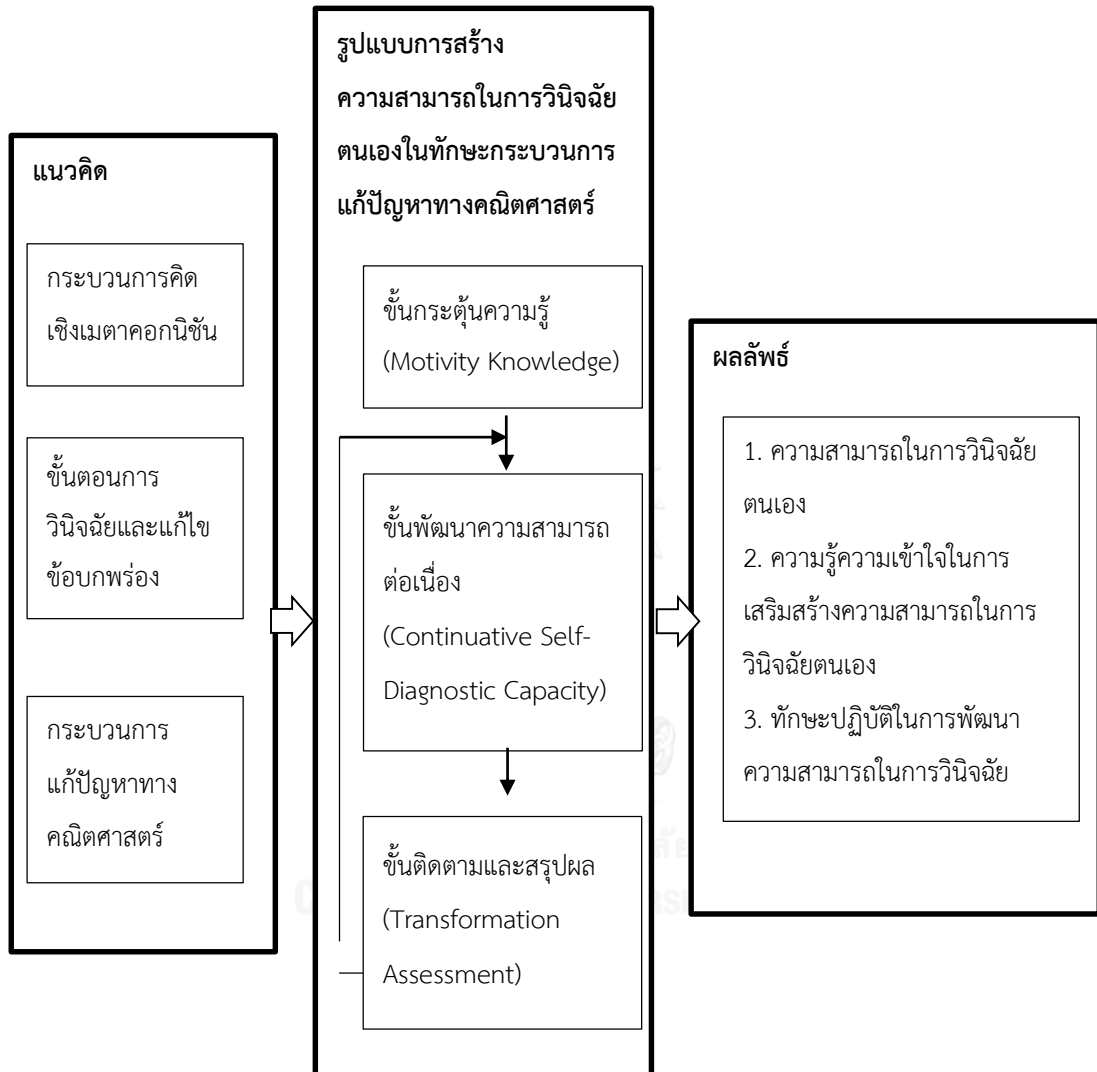 แนวคิด
กระบวนการคิด
เชิงเมตาคอกนิชัน
ขั้นตอนการ
วินิจฉัยและแก้ไข
ข้อบกพร่อง
กระบวนการ
แก้ปัญหาทาง
คณิตศาสตร์
รูปแบบการสร้าง
ความสามารถในการวินิจฉัย
ตนเองในทักษะกระบวนการ
แก้ปัญหาทางคณิตศาสตร์
ขั้นกระตุ้นความรู้
(Motivity Knowledge)
ขั้นพัฒนาความสามารถ
ต่อเนื่อง
(Continuative Self-
Diagnostic Capacity)
ขั้นติดตามและสรุปผล
(Transformation
Assessment)
ผลลัพธ์
1. ความสามารถในการวินิจฉัย
ตนเอง
2. ความรู้ความเข้าใจในการ
เสริมสร้างความสามารถในการ
วินิจฉัยตนเอง
3. ทักษะปฏิบัติในการพัฒนา
ความสามารถในการวินิจฉัย